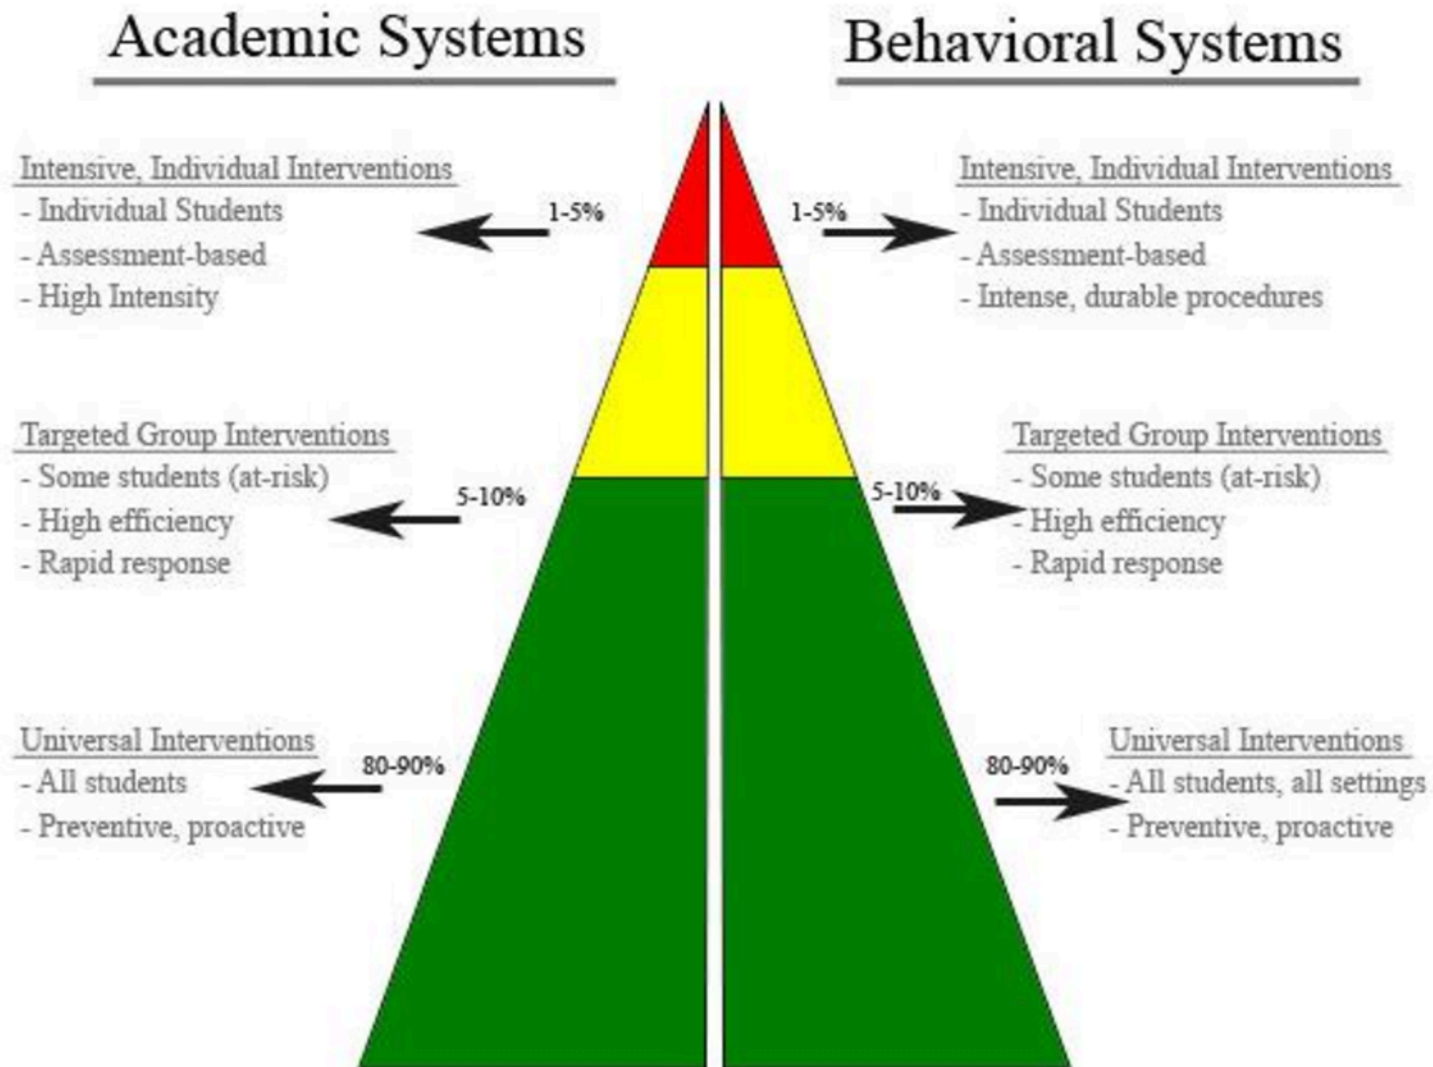 Academic Systems
Intensive, Individual Interventions
- Individual Students
- Assessment-based
- High Intensity
1-5%
Targeted Group Interventions
- Some students (at-risk)
- High efficiency
- Rapid response
5-10%
Universal Interventions
- All students
- Preventive, proactive
80-90%
Behavioral Systems
Intensive, Individual Interventions
- Individual Students
- Assessment-based
- Intense, durable procedures
1-5%
Targeted Group Interventions
- Some students (at-risk)
- High efficiency
- Rapid response
5-10%
Universal Interventions
- All students, all settings
- Preventive, proactive
80-90%